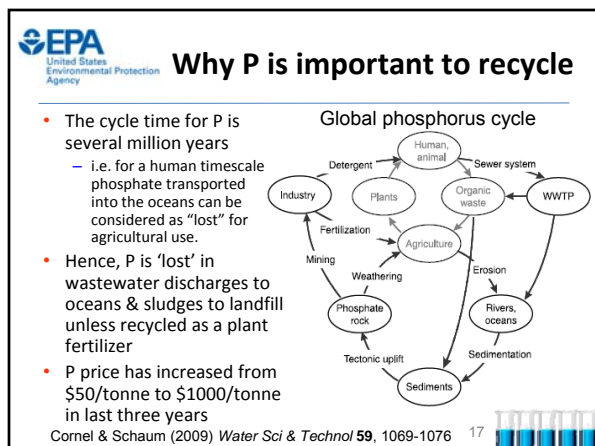 EPA
United States
Environmental Protection
Agency
Why P is important to recycle
• The cycle time for P is
several million years
– i.e. for a human timescale
phosphate transported
into the oceans can be
considered as “lost” for
agricultural use.
• Hence, P is ‘lost’ in
wastewater discharges to
oceans & sludges to landfill
unless recycled as a plant
fertilizer
• P price has increased from
$50/tonne to $1000/tonne
in last three years
Global phosphorus cycle
Human,
animal
Detergent
Sewer system
Industry
Plants
Organic
waste
WWTP
Fertilization
Agriculture
Mining
Weathering
Erosion
Phosphate
rock
Rivers,
oceans
Tectonic uplift
Sedimentation
Sediments
Cornel & Schaum (2009) Water Sci & Technol 59, 1069-1076
17